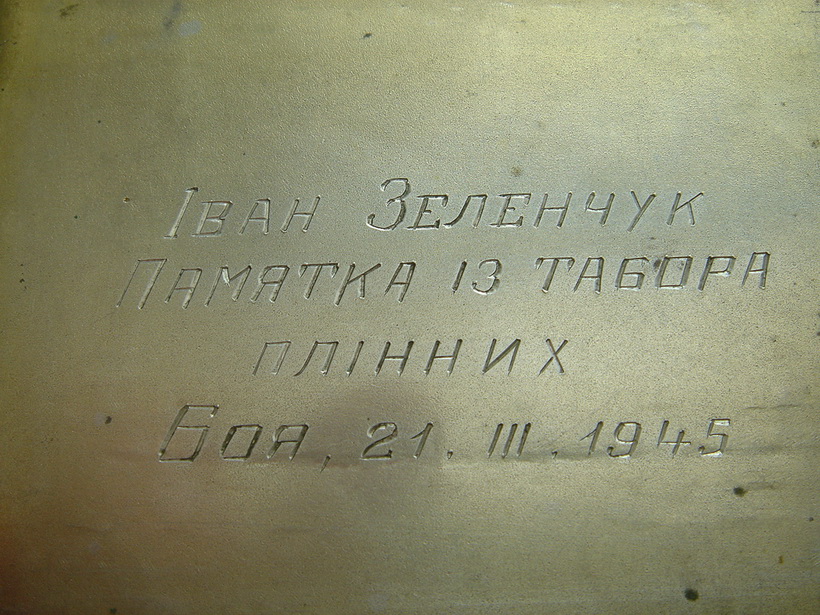 Іван Зеленчук
Памятка із табора
плінних
Боя, 21. III. 1945